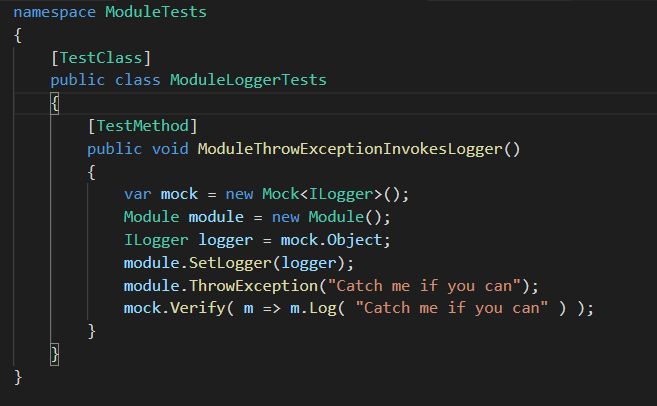 namespace ModuleTests
{
    [TestClass]
    public class ModuleLoggerTests
    {
        [TestMethod]
        public void ModuleThrowExceptionInvokesLogger()
        {
            var mock = new Mock<ILogger>();
            Module module = new Module();
            ILogger logger = mock.Object;
            module.SetLogger(logger);
            module.ThrowException("Catch me if you can");
            mock.Verify( m => m.Log( "Catch me if you can" ) );
        }
    }
}